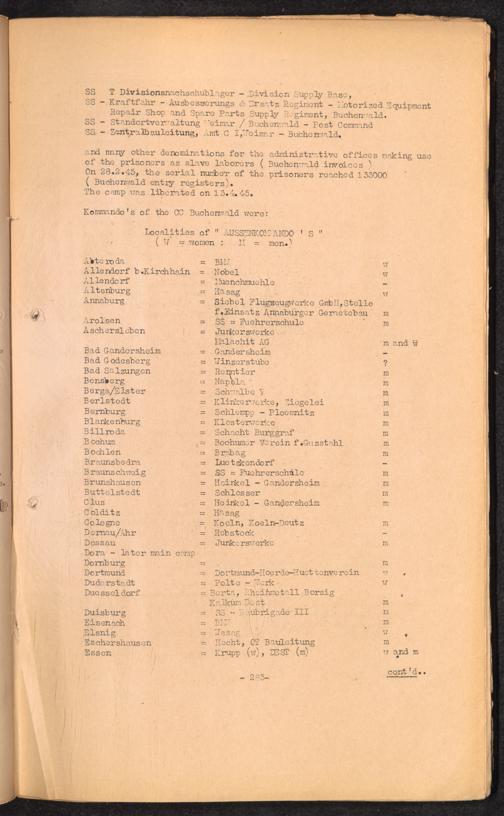 SS T Divisionsnachschublager - Division Supply Base,
SS - Kraftfahr - Ausbesserungs & Ersatz Regiment - Motorized Equipment
Repair Shop and Spare Parts Supply Regiment, Buchenwald.
SS - Standortverwaltung Weimar / Buchenwald - Post Command
SS - Zentralbauleitung, Amt C I, Weimar - Buchenwald.
and many other denominations for the administrative offices making use
of the prisoners as slave laborers ( Buchenwald invoices )
On 28.2.45, the serial number of the prisoners reached 133000
( Buchenwald entry registers).
The camp was liberated on 13.4.45.
Kommando's of the CC Buchenwald were:
Localities of " AUSSENKOMMANDO ' S "
( W = women ; M = men.)
Abteroda = BMW w
Allendorf b.Kirchhain = Nobel w
Allendorf = Muenchmuehle -
Altenburg = Hasag w
Annaburg = Siebel Flugzeugwerke GmbH,Stelle
f.Einsatz Annaburger Geraetebau m
Arolsen = SS = Fuehrerschule m
Aschersleben = Junkerswerke
Malachit AG m and W
Bad Gandersheim = Gandersheim -
Bad Godesberg = Winzerstube ?
Bad Salzungen = Renntier m
Bensberg = Napola m
Berga/Elster = Schwalbe V m
Berlstedt = Klinkerwerke, Ziegelei m
Bernburg = Schlempp - Ploemnitz m
Blankenburg = Klosterwerke m
Billroda = Schacht Burggraf m
Bochum = Bochumer Verein f.Gusstahl m
Boehlen = Brabag m
Braunsbedra = Luetzkendorf -
Braunschweig = SS = Fuehrerschule m
Brunshausen = Heinkel - Gandersheim m
Buttelstedt = Schlosser m
Clus = Heinkel - Gandersheim m
Colditz = Hasag
Cologne = Koeln, Koeln-Deutz m
Dernau/Ahr = Rebstock -
Dessau = Junkerswerke m
Dora - later main camp
Dornburg = m
Dortmund = Dortmund-Hoerde-Huettenverein w
Duderstadt = Polte - Werk w
Duesseldorf = Berta, Rheinmetall Borsig
Kalkum Dest m
Duisburg = SS - Baubrigade III m
Eisenach = BMW m
Elsnig = Wasag w
Eschershausen = Hecht, OT Bauleitung m
Essen = Krupp (w), DEST (m) w and m
cont'd..
- 283-